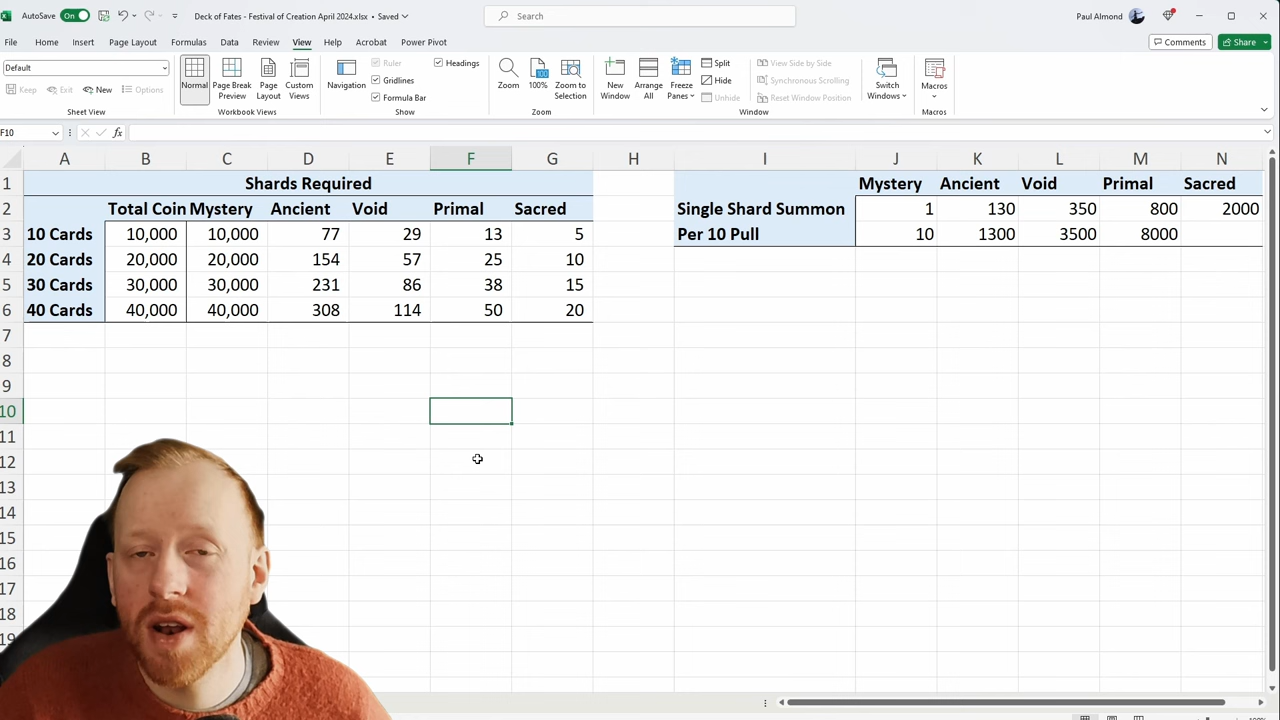 AutoSave On Deck of Fates - Festival of Creation April 2024.xlsx • Saved Search Paul Almond
File Home Insert Page Layout Formulas Data Review View Help Acrobat Power Pivot Comments Share
Default
Keep Exit New Options
Sheet View
Normal Page Break Preview Page Layout Custom Views
Workbook Views
Navigation Ruler Gridlines Formula Bar Headings
Show
Zoom 100% Zoom to Selection
Zoom
New Window Arrange All Freeze Panes Split Hide Unhide View Side by Side Synchronous Scrolling Reset Window Position Switch Windows
Window
Macros
Macros
F10 fx
A B C D E F G H I J K L M N
1 Shards Required Mystery Ancient Void Primal Sacred
2 Total Coin Mystery Ancient Void Primal Sacred Single Shard Summon 1 130 350 800 2000
3 10 Cards 10,000 10,000 77 29 13 5 Per 10 Pull 10 1300 3500 8000
4 20 Cards 20,000 20,000 154 57 25 10
5 30 Cards 30,000 30,000 231 86 38 15
6 40 Cards 40,000 40,000 308 114 50 20
7
8
9
10
11
12
13
14
15
16
17
18
19